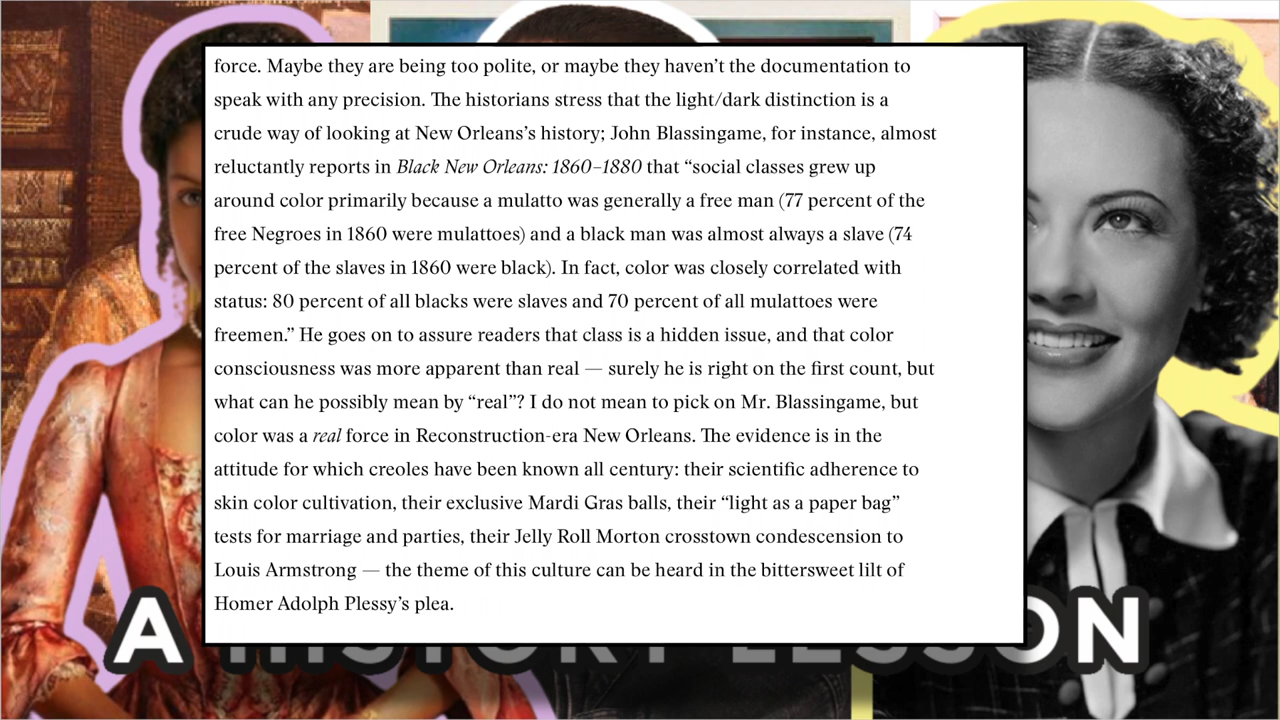 force. Maybe they are being too polite, or maybe they haven’t the documentation to
speak with any precision. The historians stress that the light/dark distinction is a
crude way of looking at New Orleans’s history; John Blassingame, for instance, almost
reluctantly reports in Black New Orleans: 1860–1880 that “social classes grew up
around color primarily because a mulatto was generally a free man (77 percent of the
free Negroes in 1860 were mulattoes) and a black man was almost always a slave (74
percent of the slaves in 1860 were black). In fact, color was closely correlated with
status: 80 percent of all blacks were slaves and 70 percent of all mulattoes were
freemen.” He goes on to assure readers that class is a hidden issue, and that color
consciousness was more apparent than real — surely he is right on the first count, but
what can he possibly mean by “real”? I do not mean to pick on Mr. Blassingame, but
color was a real force in Reconstruction-era New Orleans. The evidence is in the
attitude for which creoles have been known all century: their scientific adherence to
skin color cultivation, their exclusive Mardi Gras balls, their “light as a paper bag”
tests for marriage and parties, their Jelly Roll Morton crosstown condescension to
Louis Armstrong — the theme of this culture can be heard in the bittersweet lilt of
Homer Adolph Plessy’s plea.
A HISTORY LESSON